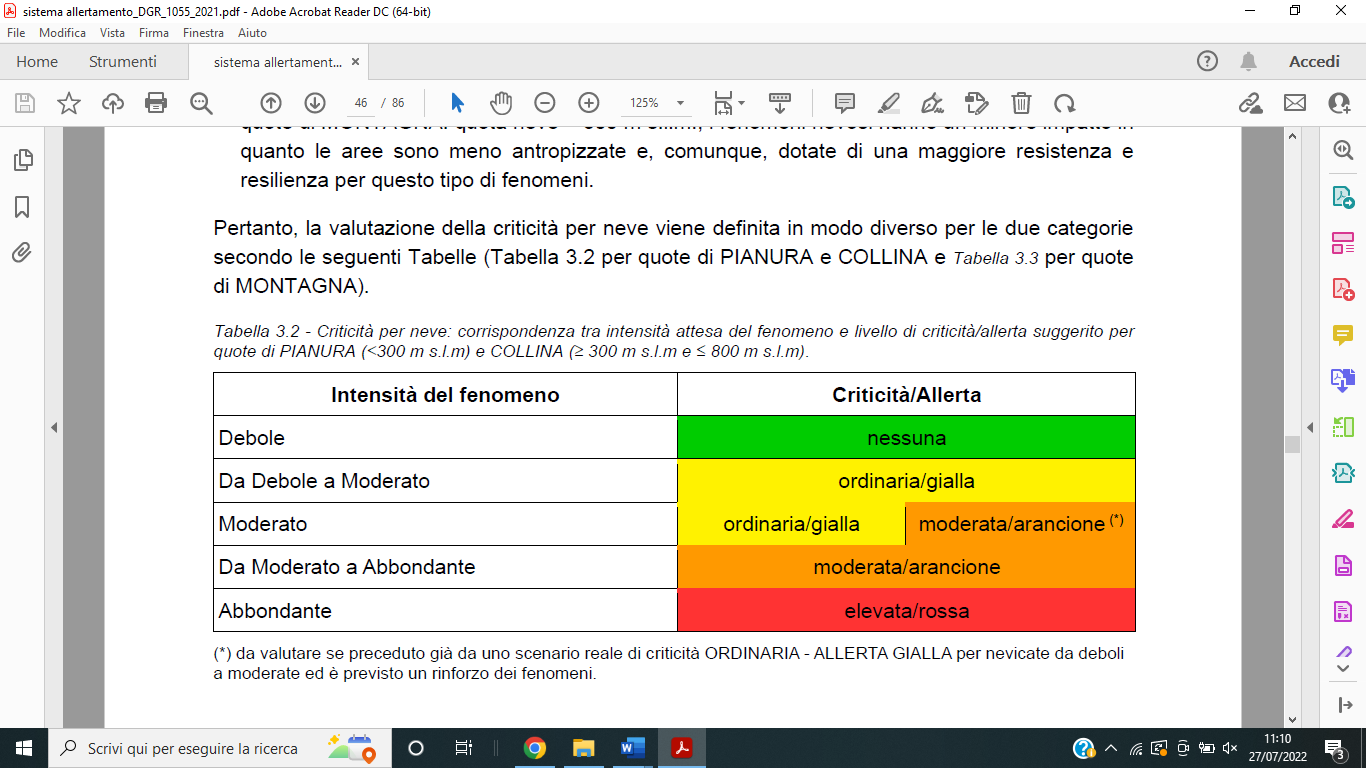 sistema allertamento_DGR_1055_2021.pdf - Adobe Acrobat Reader DC (64-bit)
File Modifica Vista Firma Finestra Aiuto
Home Strumenti sistema allertament... Accedi
46 / 86 125%
quanto le aree sono meno antropizzate e, comunque, dotate di una maggiore resistenza e
resilienza per questo tipo di fenomeni.
Pertanto, la valutazione della criticità per neve viene definita in modo diverso per le due categorie
secondo le seguenti Tabelle (Tabella 3.2 per quote di PIANURA e COLLINA e Tabella 3.3 per quote
di MONTAGNA).
Tabella 3.2 - Criticità per neve: corrispondenza tra intensità attesa del fenomeno e livello di criticità/allerta suggerito per
quote di PIANURA (<300 m s.l.m) e COLLINA (≥ 300 m s.l.m e ≤ 800 m s.l.m).
Intensità del fenomeno Criticità/Allerta
Debole nessuna
Da Debole a Moderato ordinaria/gialla
Moderato ordinaria/gialla moderata/arancione (*)
Da Moderato a Abbondante moderata/arancione
Abbondante elevata/rossa
(*) da valutare se preceduto già da uno scenario reale di criticità ORDINARIA - ALLERTA GIALLA per nevicate da deboli
a moderate ed è previsto un rinforzo dei fenomeni.
Scrivi qui per eseguire la ricerca
11:10
27/07/2022
3